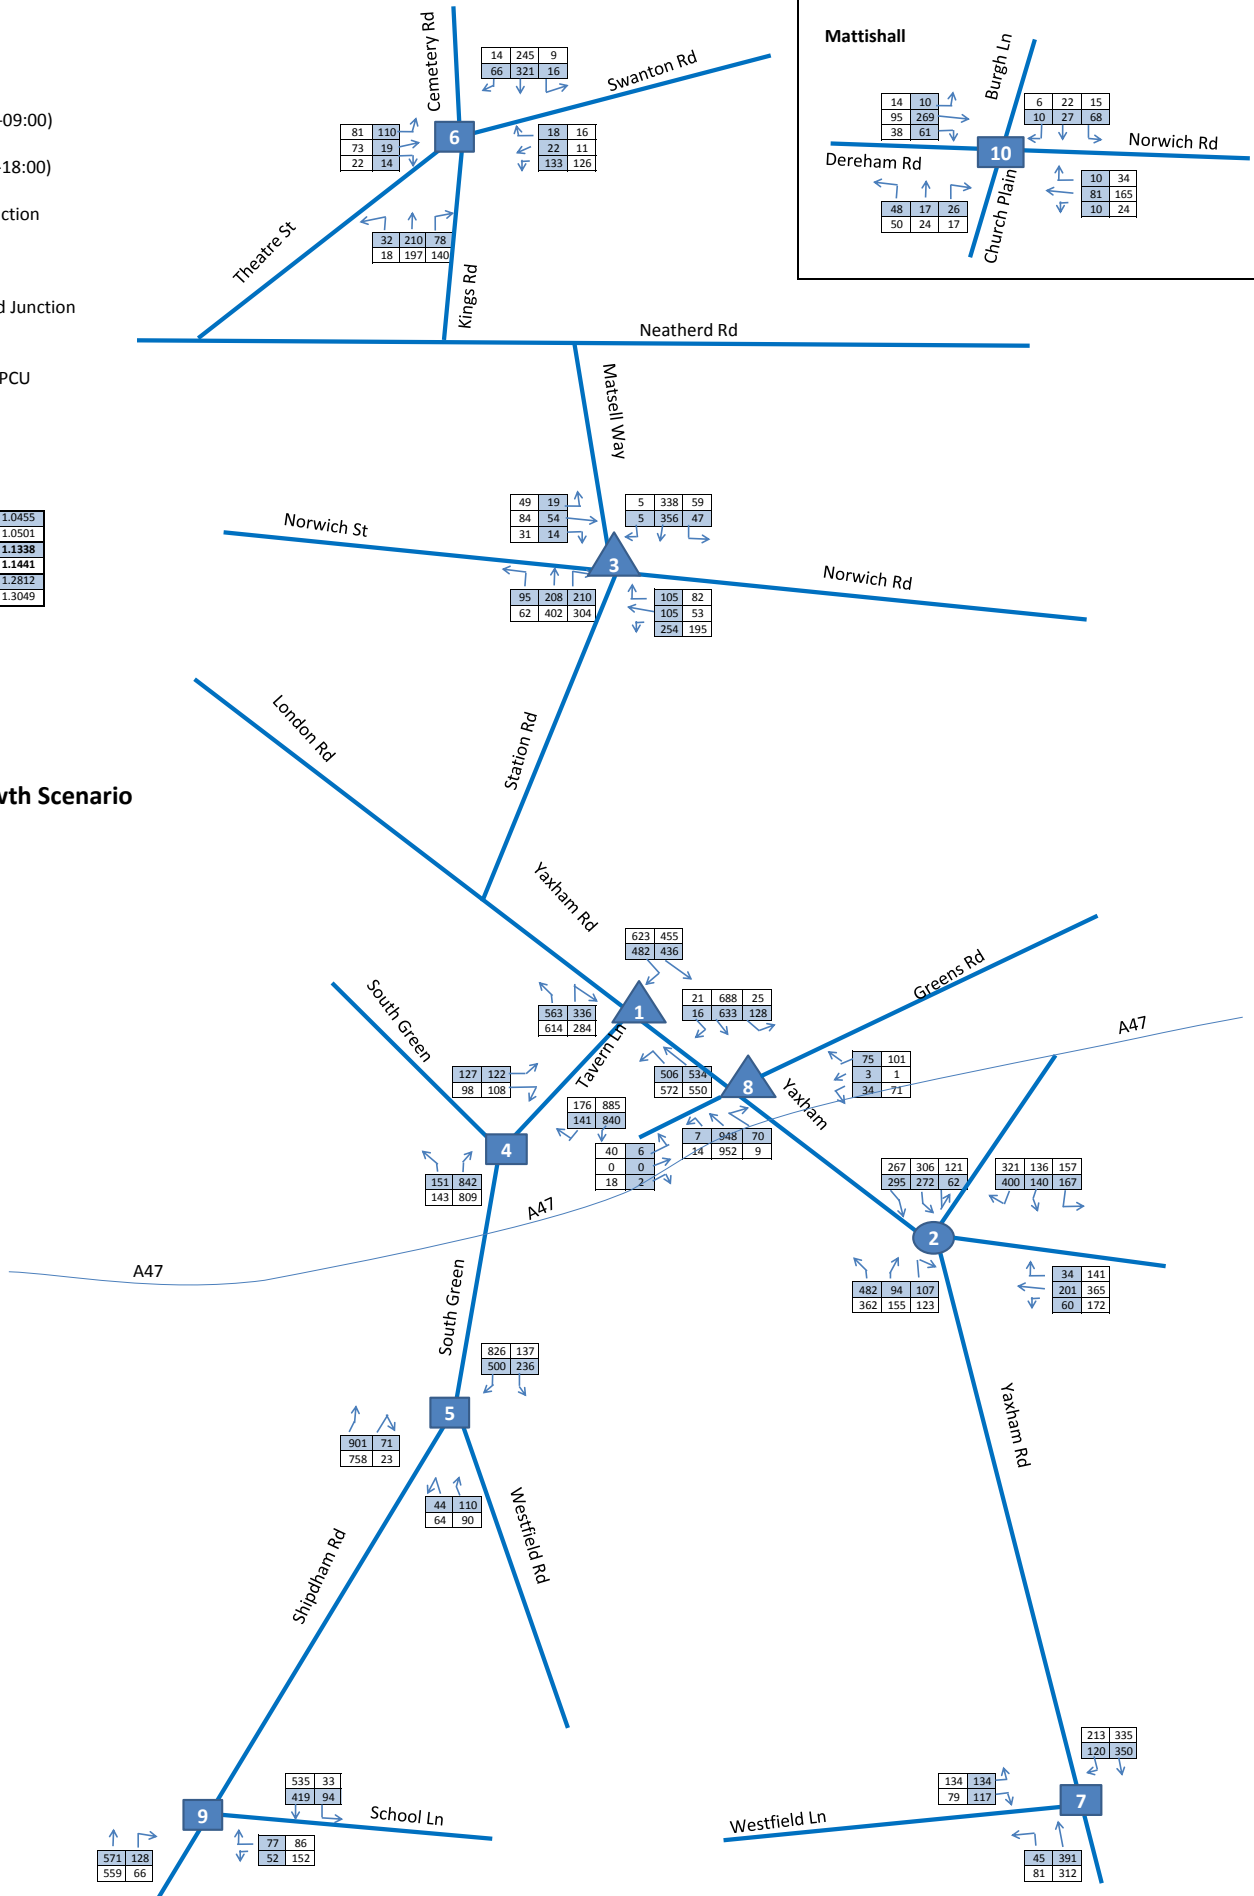 Cemetery Rd
14 245 9
66 321 16
Swanton Rd
-09:00)
-18:00)
ction
d Junction
PCU
6
81 110
73 19
22 14
18 16
22 11
133 126
32 210 78
18 197 140
Theatre St
Kings Rd
Mattishall
Burgh Ln
14 10
95 269
38 61
6 22 15
10 27 68
10
Norwich Rd
Dereham Rd
10 34
81 165
10 24
48 17 26
50 24 17
Church Plain
Neatherd Rd
Matsell Way
49 19
84 54
31 14
5 338 59
5 356 47
Norwich St
3
Norwich Rd
95 208 210
62 402 304
105 82
105 53
254 195
1.0455
1.0501
1.1338
1.1441
1.2812
1.3049
London Rd
Station Rd
wth Scenario
Yaxham Rd
623 455
482 436
Greens Rd
South Green
563 336
614 284
1
21 688 25
16 633 128
A47
Tavern Ln
127 122
98 108
506 534
572 550
8
Yaxham
75 101
3 1
34 71
176 885
141 840
7 948 70
14 952 9
4
40 6
0 0
18 2
151 842
143 809
267 306 121
295 272 62
321 136 157
400 140 167
A47
2
A47
482 94 107
362 155 123
34 141
201 365
60 172
South Green
826 137
500 236
5
901 71
758 23
44 110
64 90
Westfield Rd
Yaxham Rd
Shipdham Rd
213 335
120 350
535 33
419 94
134 134
79 117
7
9
School Ln
Westfield Ln
571 128
559 66
77 86
52 152
45 391
81 312